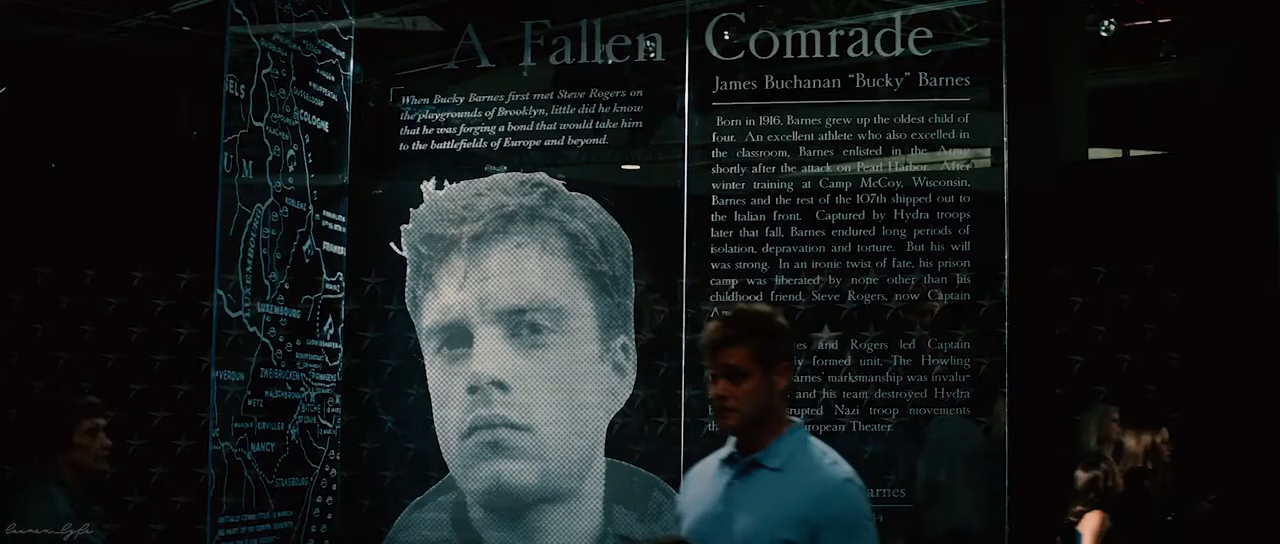 A Fallen Comrade
When Bucky Barnes first met Steve Rogers on
the playgrounds of Brooklyn, little did he know
that he was forging a bond that would take him
to the battlefields of Europe and beyond.
James Buchanan “Bucky” Barnes
Born in 1916, Barnes grew up the oldest child of
four. An excellent athlete who also excelled in
the classroom, Barnes enlisted in the Army
shortly after the attack on Pearl Harbor. After
winter training at Camp McCoy, Wisconsin,
Barnes and the rest of the 107th shipped out to
the Italian front. Captured by Hydra troops
later that fall, Barnes endured long periods of
isolation, depravation and torture. But his will
was strong. In an ironic twist of fate, his prison
camp was liberated by none other than his
childhood friend, Steve Rogers, now Captain
and Rogers led Captain
formed unit, The Howling
marksmanship was invalu-
and his team destroyed Hydra
Nazi troop movements
Theater.
COLOGNE
AACHEN
KOBLENZ
LUXEMBOURG
LUXEMBOURG
VERDUN
ZWEIBRUCKEN
METZ
BITCHE
NANCY
STRASBOURG